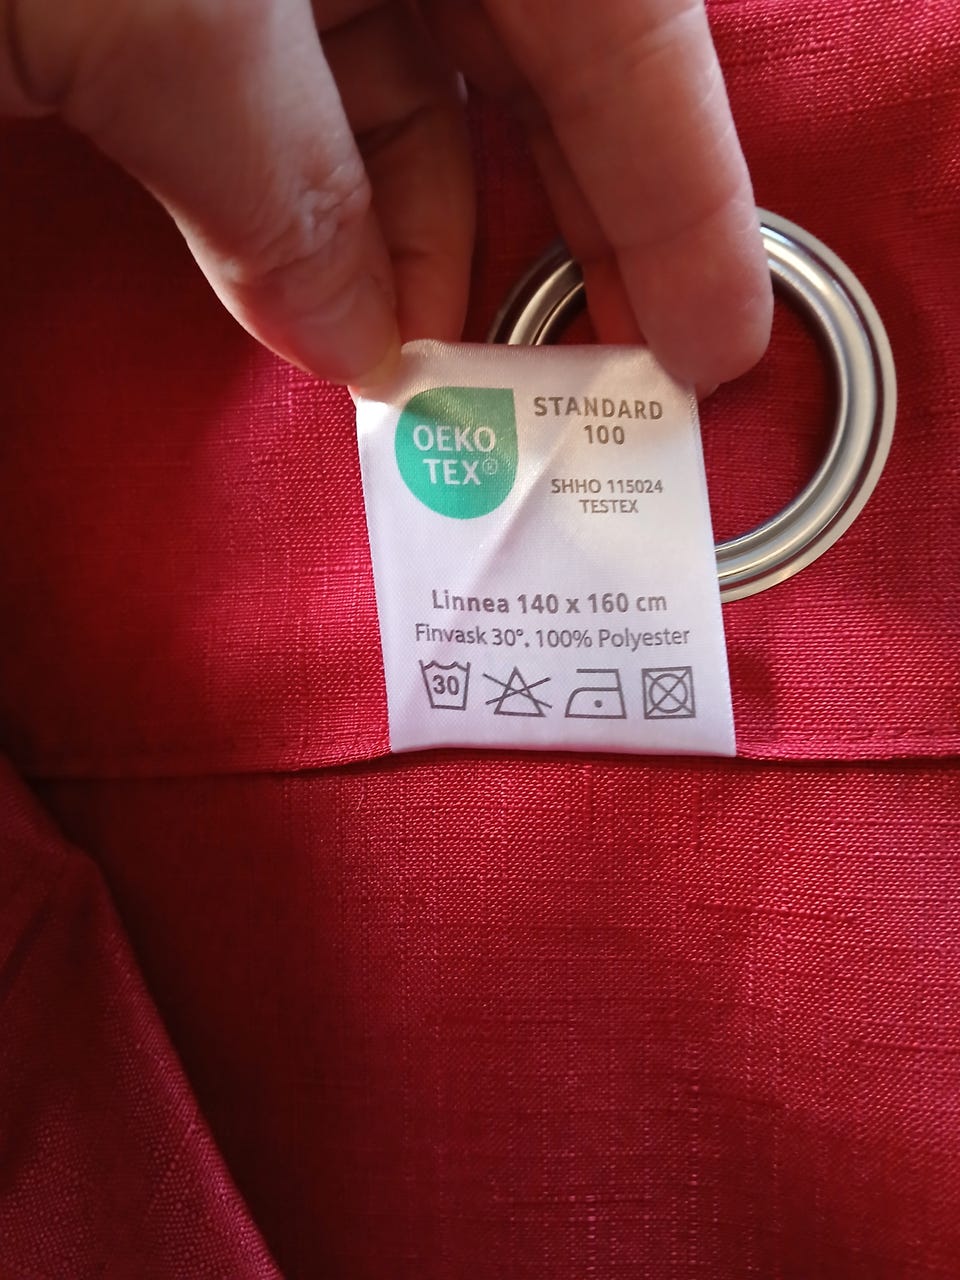 OEKO
TEX®
STANDARD
100
SHHO 115024
TESTEX
Linnea 140 x 160 cm
Finvask 30°. 100% Polyester
30